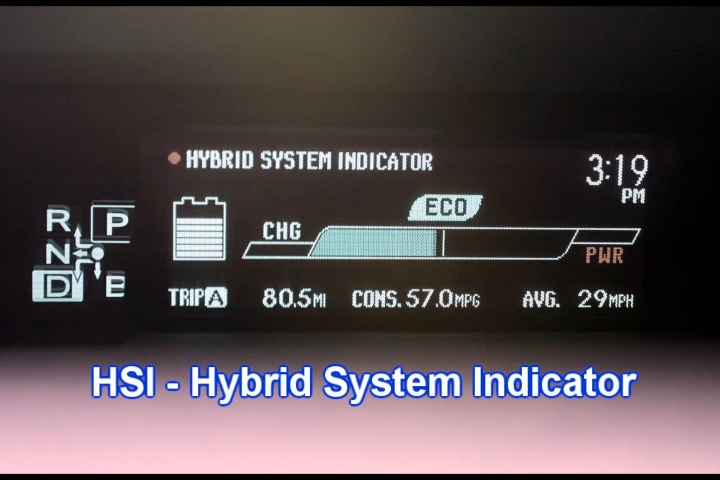 HYBRID SYSTEM INDICATOR
3:19
PM
ECO
CHG
PWR
R P
N
D B
TRIP A 80.5MI CONS. 57.0MPG AVG. 29MPH
HSI - Hybrid System Indicator